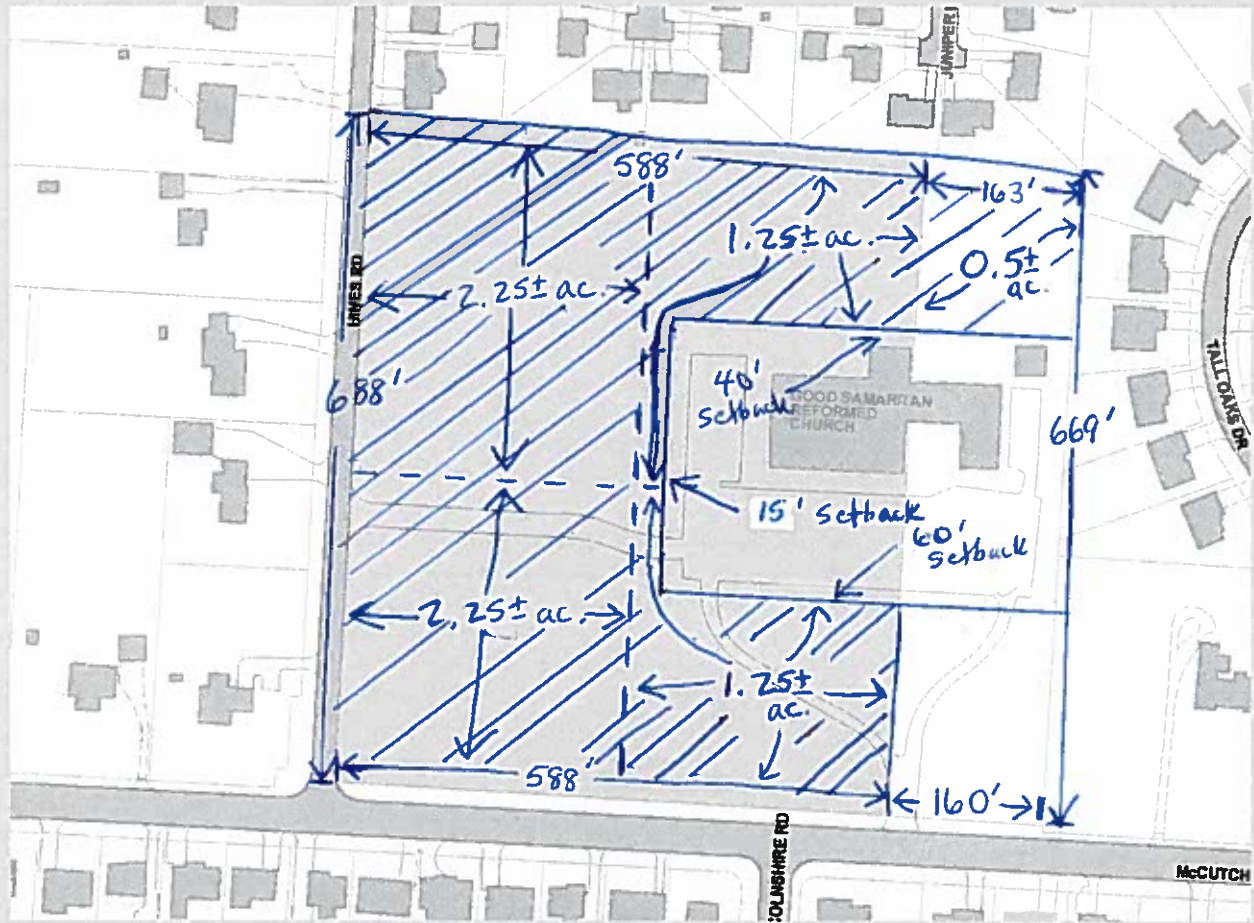 JUNIPER
588'
163'
1.25± ac.
0.5±
ac
HINES RD
2.25± ac.
688'
40'
setback
GOOD SAMARITAN
REFORMED
CHURCH
669'
TALL OAKS DR
15' setback
60'
setback
2.25± ac.
1.25±
ac.
588'
160'
COLNSHIRE RD
McCUTCH